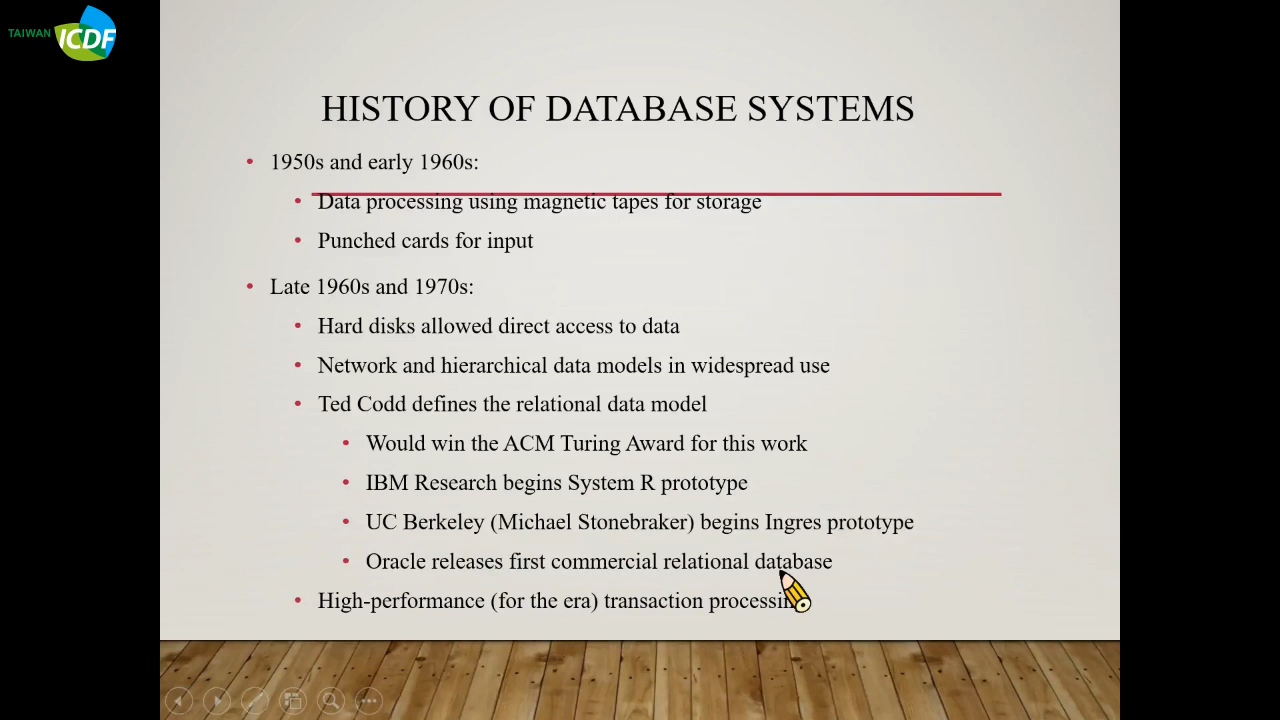 TAIWAN ICDF
HISTORY OF DATABASE SYSTEMS
• 1950s and early 1960s:
• Data processing using magnetic tapes for storage
• Punched cards for input
• Late 1960s and 1970s:
• Hard disks allowed direct access to data
• Network and hierarchical data models in widespread use
• Ted Codd defines the relational data model
• Would win the ACM Turing Award for this work
• IBM Research begins System R prototype
• UC Berkeley (Michael Stonebraker) begins Ingres prototype
• Oracle releases first commercial relational database
• High-performance (for the era) transaction processing